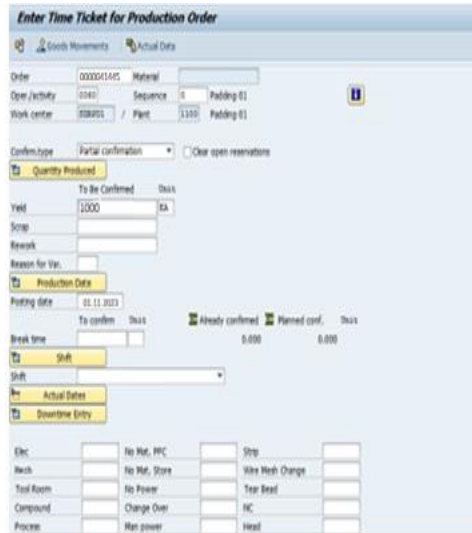 Enter Time Ticket for Production Order
Goods Movements Actual Data
Order 0000041445 Material
Oper./activity 0060 Sequence 0 Padding 01
Work center / Plant 1100 Padding 01
Confirm.type Partial confirmation Clear open reservations
Quantity Produced
To Be Confirmed Unit
Yield 1000 EA
Scrap
Rework
Reason for Var.
Production Date
Posting date 01.11.2023
To confirm Unit Already confirmed Planned conf. Unit
Break time 0.000 0.000
Shift
Shift
Actual Dates
Downtime Entry
Elec No Mat. PPC Strip
Mech No Mat. Store Wire Mesh Change
Tool Room No Power Tear Bead
Compound Change Over NC
Process Man power Head